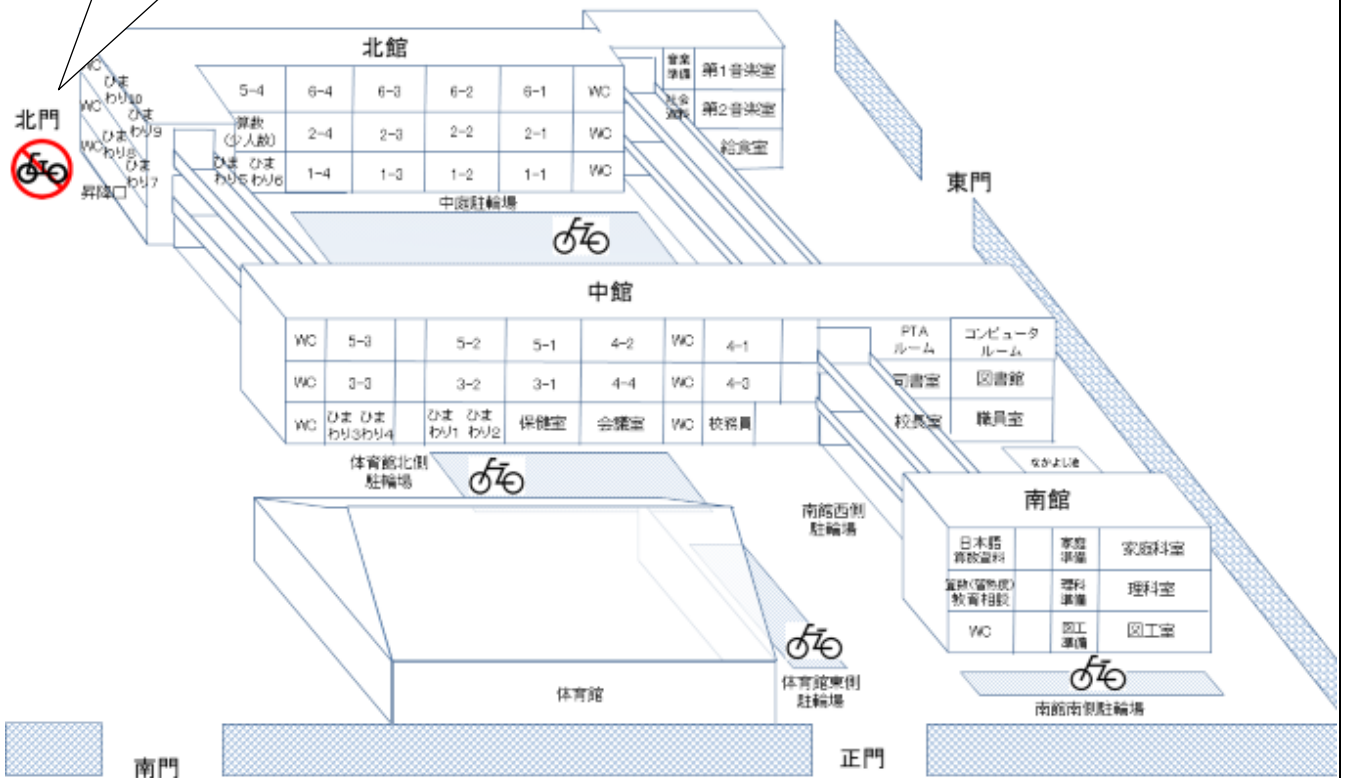 北館
音楽
準備
第1音楽室
WC
ひま
わり10
5-4
6-4
6-3
6-2
6-1
WC
社会
資料
第2音楽室
北門
WC
ひま
わり9
算数
(少人数)
2-4
2-3
2-2
2-1
WC
給食室
WC
ひま
わり8
ひま
わり7
ひま ひま
わり5 わり6
1-4
1-3
1-2
1-1
WC
昇降口
中庭駐輪場
東門
中館
WC
5-3
5-2
5-1
4-2
WC
4-1
PTA
ルーム
コンピュータ
ルーム
WC
3-3
3-2
3-1
4-4
WC
4-3
司書室
図書館
WC
ひま ひま
わり3わり4
ひま ひま
わり1 わり2
保健室
会議室
WC
校務員
校長室
職員室
体育館北側
駐輪場
なかよし池
南館
南館西側
駐輪場
日本語
算数資料
家庭
準備
家庭科室
算数(習熟度)
教育相談
理科
準備
理科室
WC
図工
準備
図工室
体育館
体育館東側
駐輪場
南館南側駐輪場
南門
正門